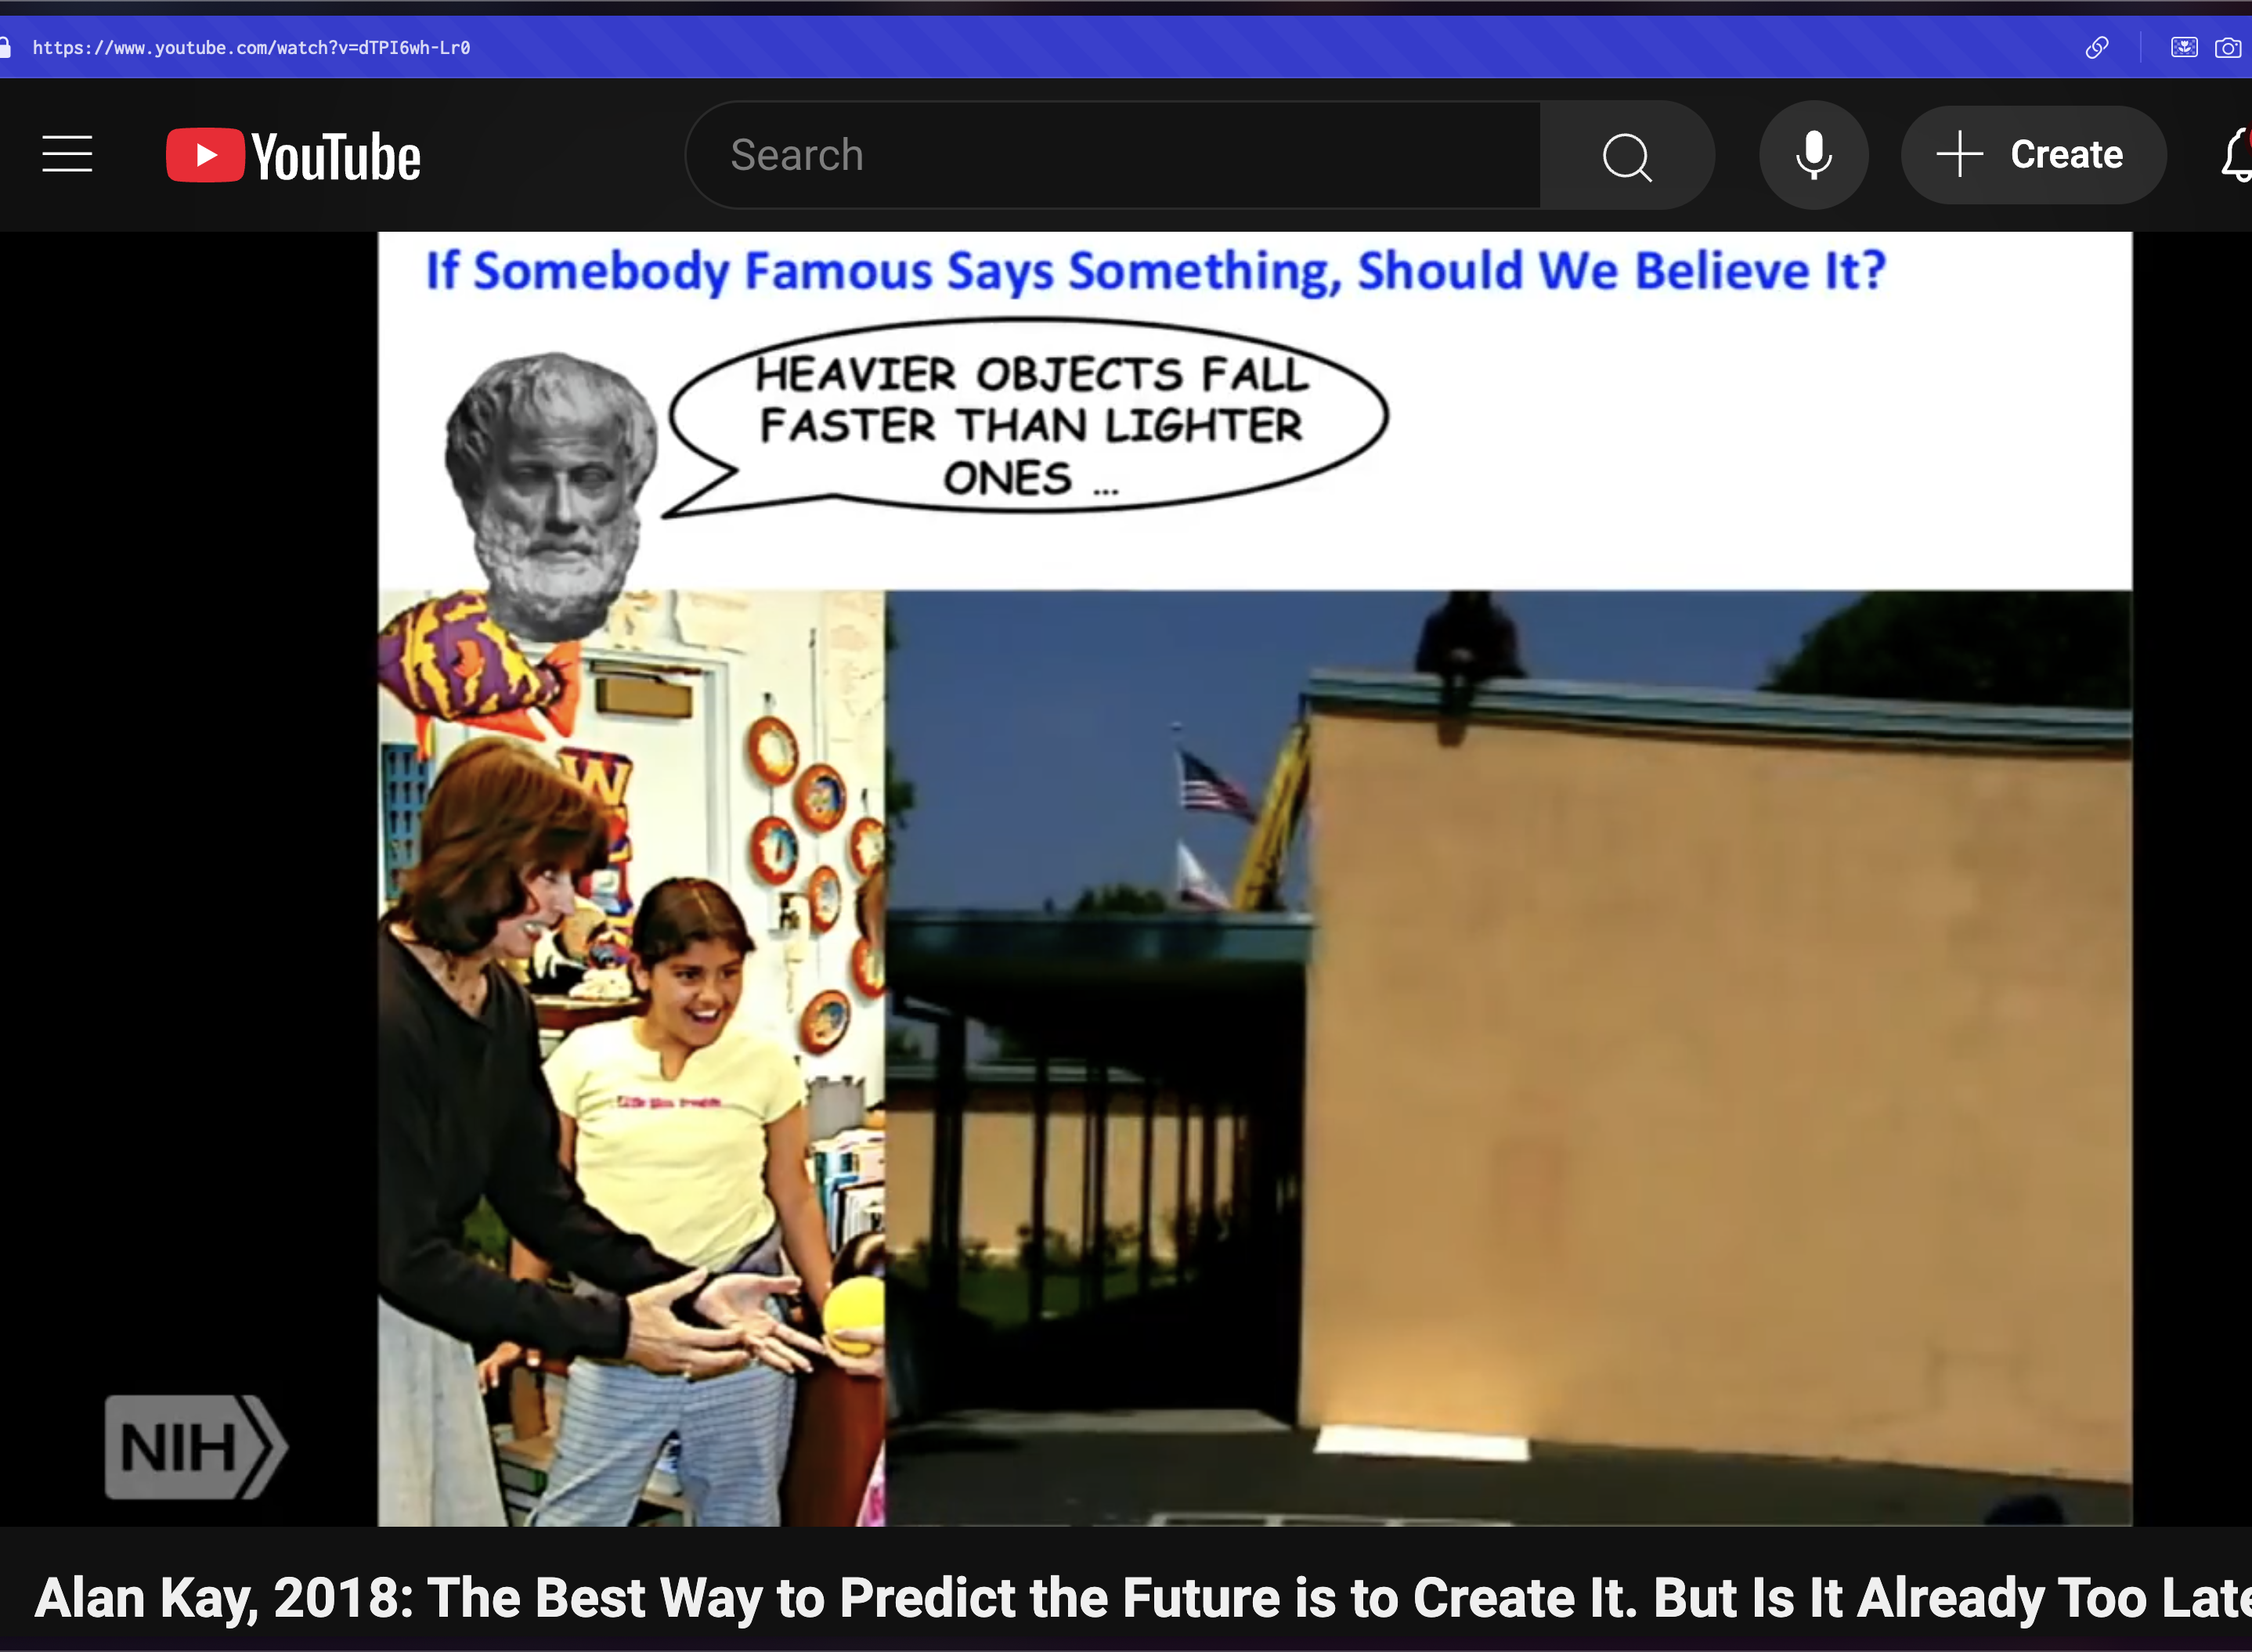 https://www.youtube.com/watch?v=dTPI6wh-Lr0
YouTube
Search
Create
If Somebody Famous Says Something, Should We Believe It?
HEAVIER OBJECTS FALL
FASTER THAN LIGHTER
ONES ...
W
NIH
Alan Kay, 2018: The Best Way to Predict the Future is to Create It. But Is It Already Too Late